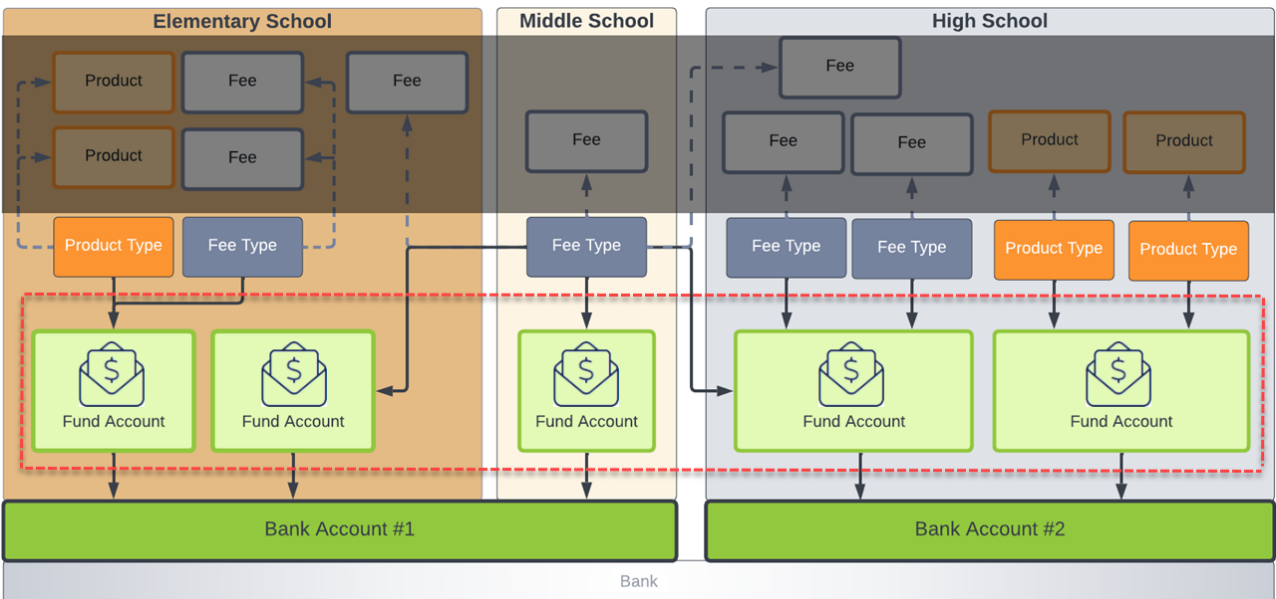 Elementary School
Middle School
High School
Fee
Product
Fee
Fee
Fee
Fee
Fee
Product
Product
Product
Fee
Product Type
Fee Type
Fee Type
Fee Type
Fee Type
Product Type
Product Type
$
$
$
$
$
Fund Account
Fund Account
Fund Account
Fund Account
Fund Account
Bank Account #1
Bank Account #2
Bank